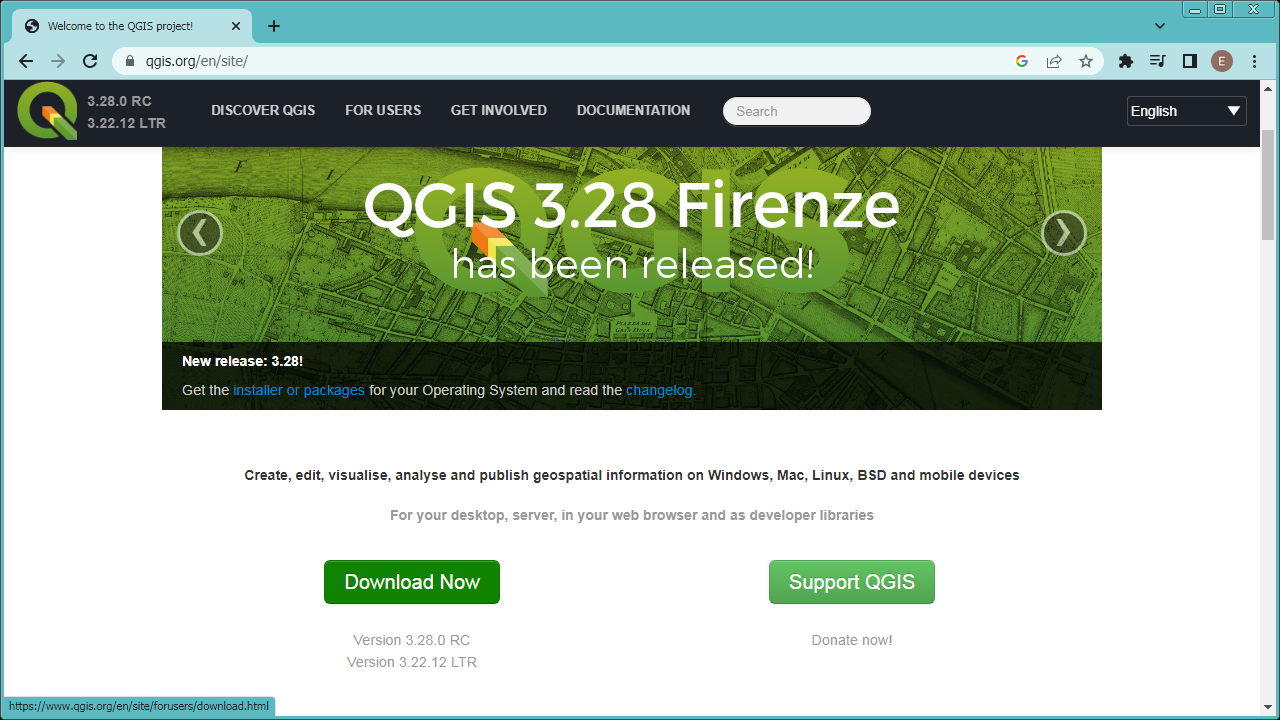 Welcome to the QGIS project!
qgis.org/en/site/
E
3.28.0 RC
3.22.12 LTR
DISCOVER QGIS
FOR USERS
GET INVOLVED
DOCUMENTATION
Search
English
QGIS 3.28 Firenze
has been released!
PIAZZA DEL
GRAN DUCA
New release: 3.28!
Get the installer or packages for your Operating System and read the changelog.
Create, edit, visualise, analyse and publish geospatial information on Windows, Mac, Linux, BSD and mobile devices
For your desktop, server, in your web browser and as developer libraries
Download Now
Support QGIS
Version 3.28.0 RC
Version 3.22.12 LTR
Donate now!
https://www.qgis.org/en/site/forusers/download.html